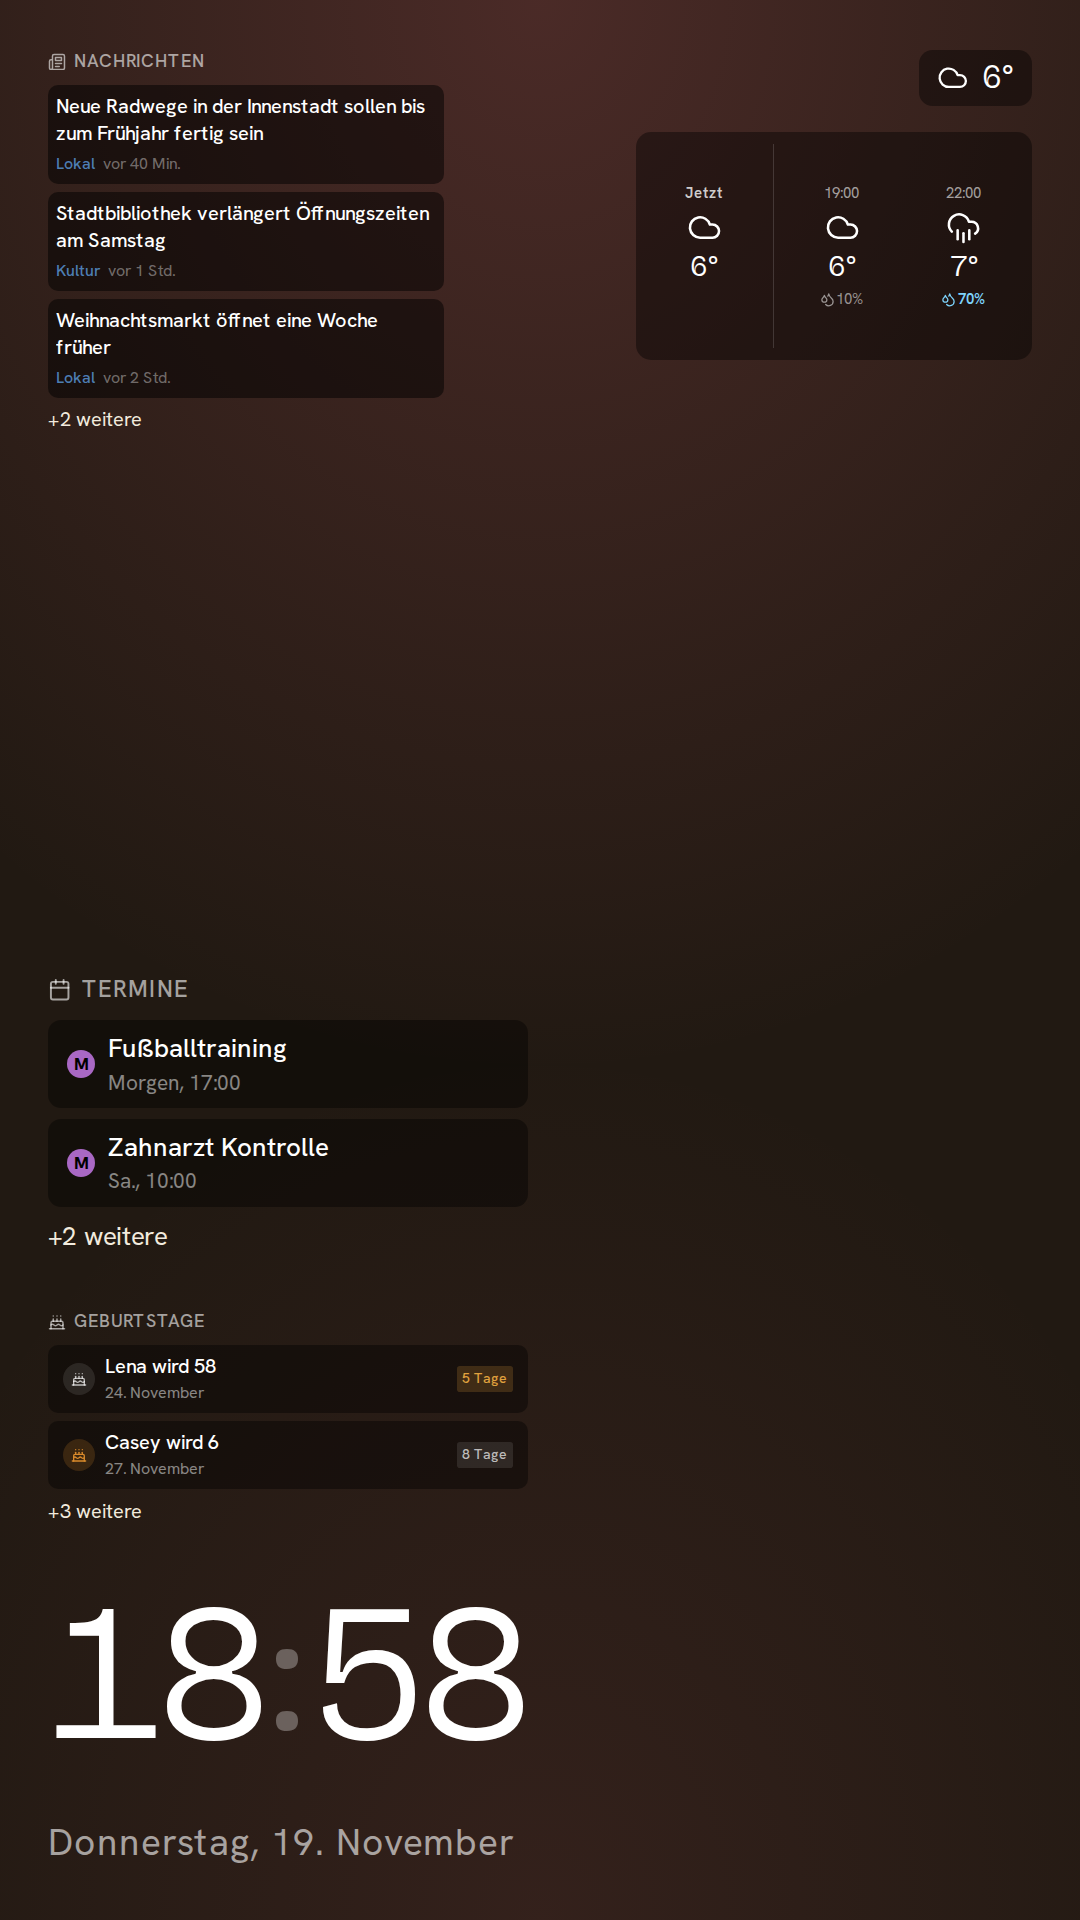 NACHRICHTEN
Neue Radwege in der Innenstadt sollen bis
zum Frühjahr fertig sein
Lokal vor 40 Min.
Stadtbibliothek verlängert Öffnungszeiten
am Samstag
Kultur vor 1 Std.
Weihnachtsmarkt öffnet eine Woche
früher
Lokal vor 2 Std.
+2 weitere
6°
Jetzt 19:00 22:00
6° 6° 7°
10% 70%
TERMINE
M Fußballtraining
Morgen, 17:00
M Zahnarzt Kontrolle
Sa., 10:00
+2 weitere
GEBURTSTAGE
Lena wird 58
24. November
5 Tage
Casey wird 6
27. November
8 Tage
+3 weitere
18:58
Donnerstag, 19. November